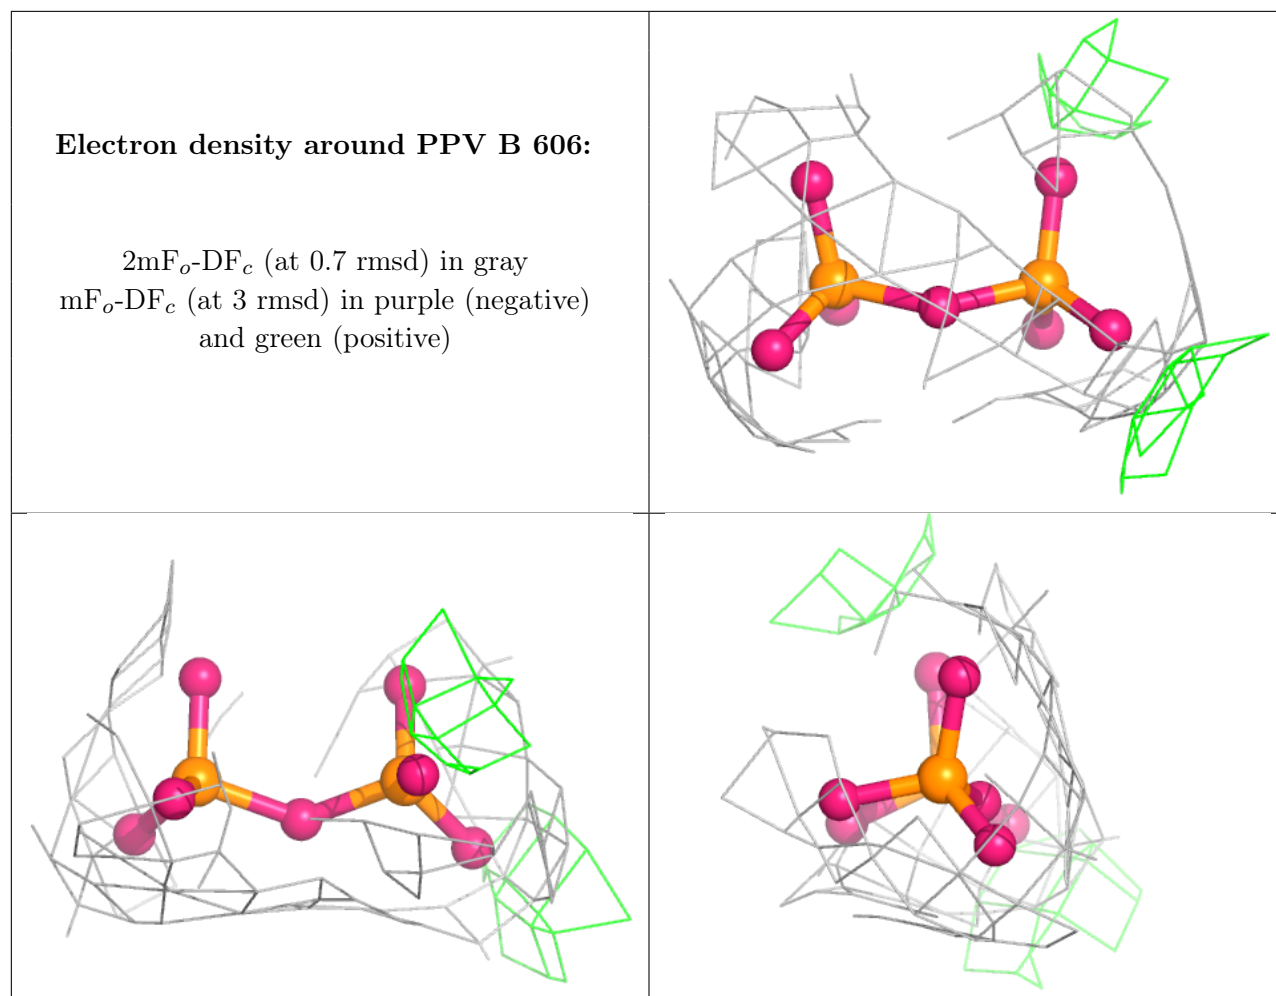 Electron density around PPV B 606:
2mFo-DFc (at 0.7 rmsd) in gray
mFo-DFc (at 3 rmsd) in purple (negative)
and green (positive)